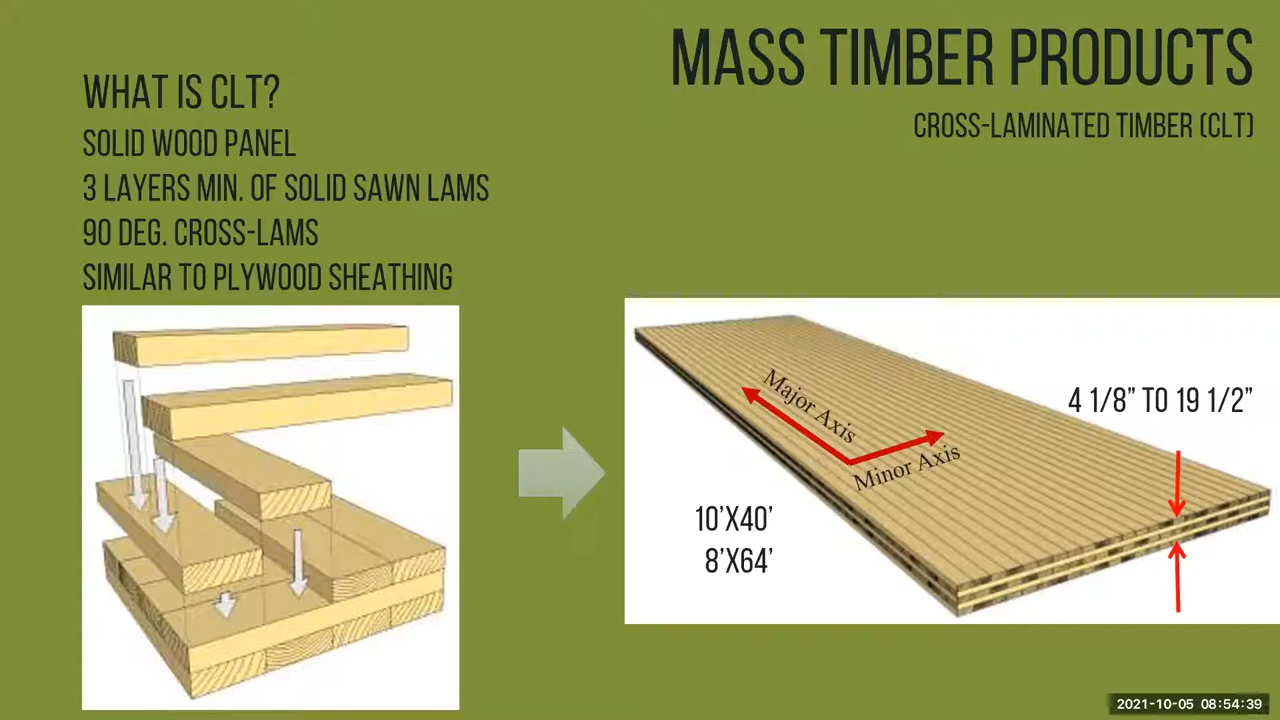 MASS TIMBER PRODUCTS
CROSS-LAMINATED TIMBER (CLT)
WHAT IS CLT?
SOLID WOOD PANEL
3 LAYERS MIN. OF SOLID SAWN LAMS
90 DEG. CROSS-LAMS
SIMILAR TO PLYWOOD SHEATHING
Major Axis
Minor Axis
4 1/8" TO 19 1/2"
10'X40'
8'X64'
2021-10-05 08:54:39